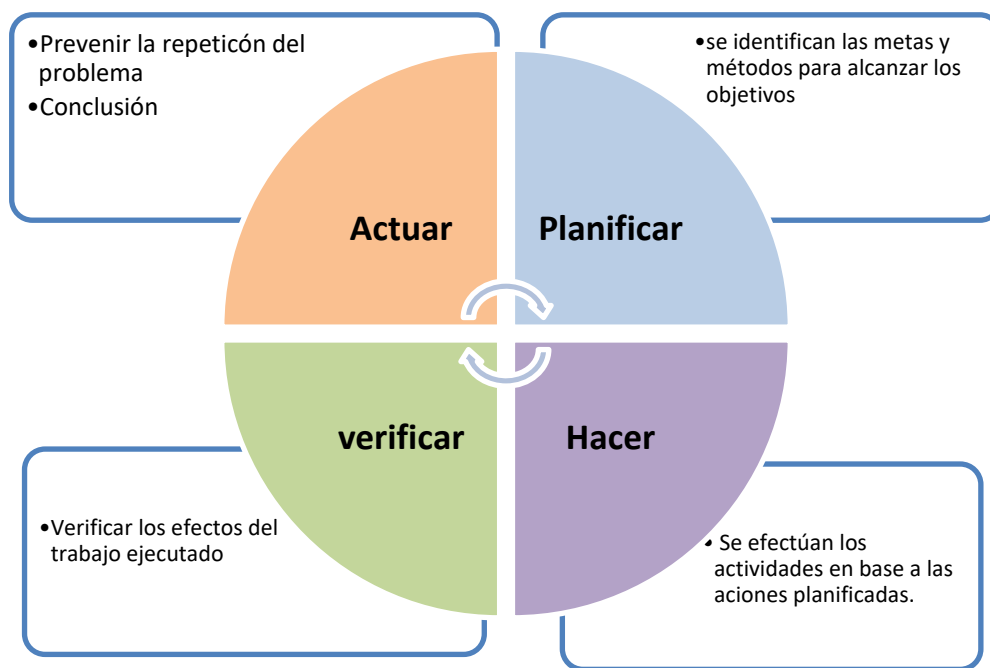 •Prevenir la repeticón del
problema
•Conclusión
•se identifican las metas y
métodos para alcanzar los
objetivos
Actuar
Planificar
verificar
Hacer
•Verificar los efectos del
trabajo ejecutado
• Se efectúan los
actividades en base a las
aciones planificadas.